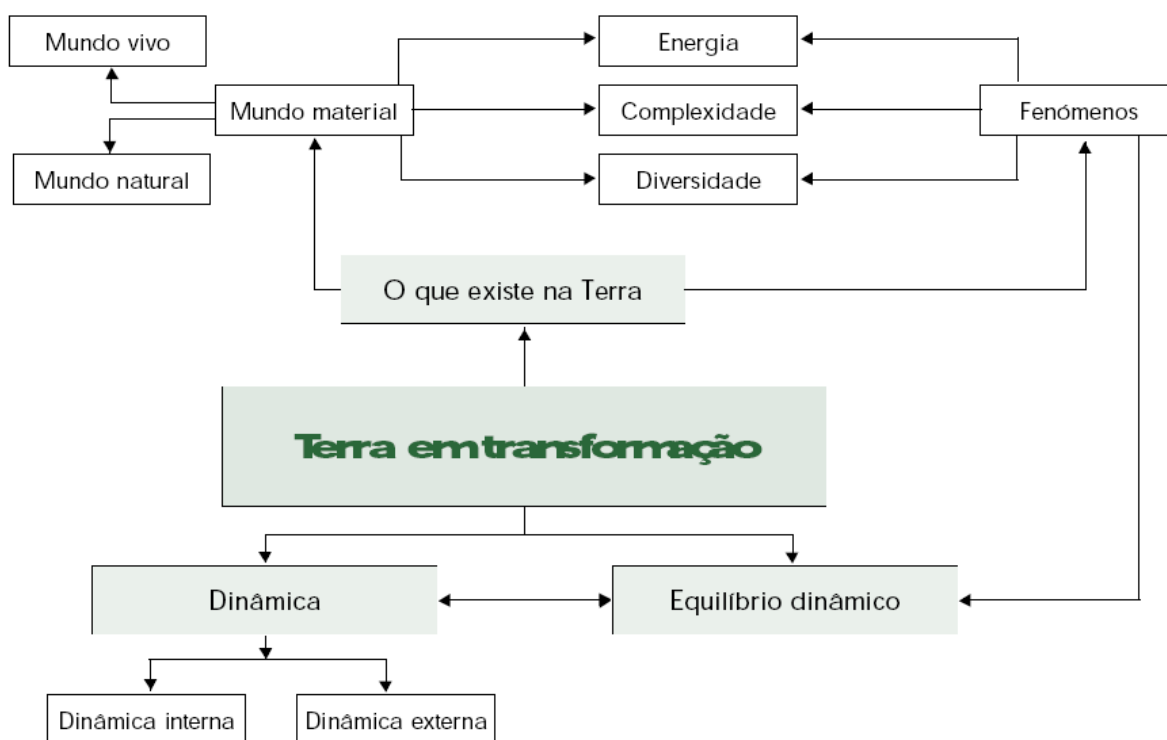 Mundo vivo
Energia
Mundo material
Complexidade
Fenómenos
Mundo natural
Diversidade
O que existe na Terra
Terra em transformação
Dinâmica
Equilíbrio dinâmico
Dinâmica interna
Dinâmica externa